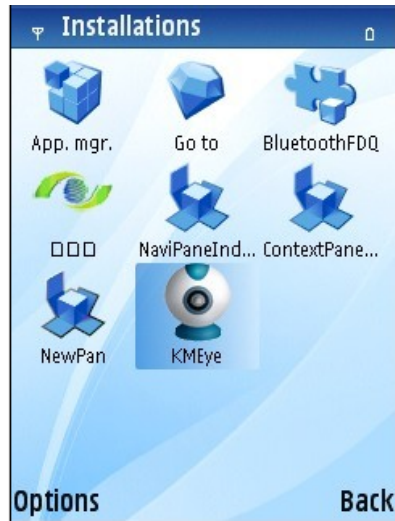 Installations
App. mgr.
Go to
BluetoothFDQ
□□□
NaviPaneInd...
ContextPane...
NewPan
KMEye
Options
Back